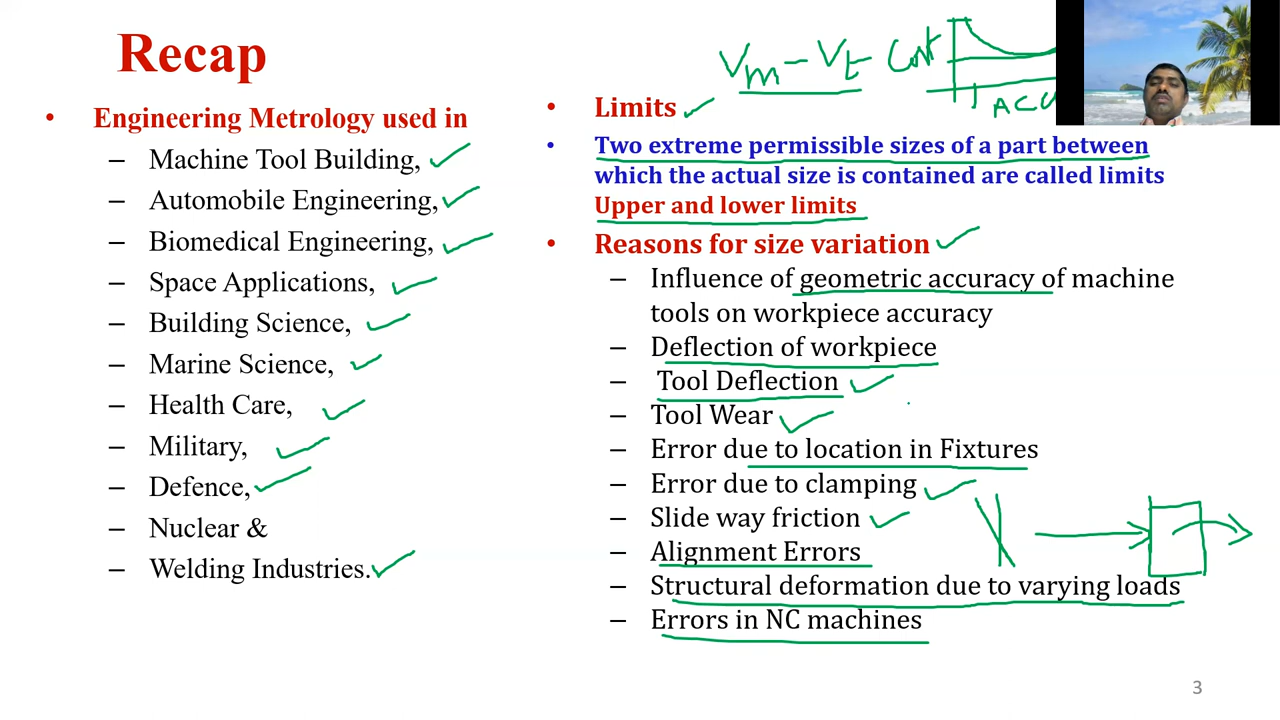 Recap
• Engineering Metrology used in
– Machine Tool Building,
– Automobile Engineering,
– Biomedical Engineering,
– Space Applications,
– Building Science,
– Marine Science,
– Health Care,
– Military,
– Defence,
– Nuclear &
– Welding Industries.
Vm – Vt Cost
ACCU
• Limits
• Two extreme permissible sizes of a part between
which the actual size is contained are called limits
Upper and lower limits
• Reasons for size variation
– Influence of geometric accuracy of machine
tools on workpiece accuracy
– Deflection of workpiece
– Tool Deflection
– Tool Wear
– Error due to location in Fixtures
– Error due to clamping
– Slide way friction
– Alignment Errors
– Structural deformation due to varying loads
– Errors in NC machines
3